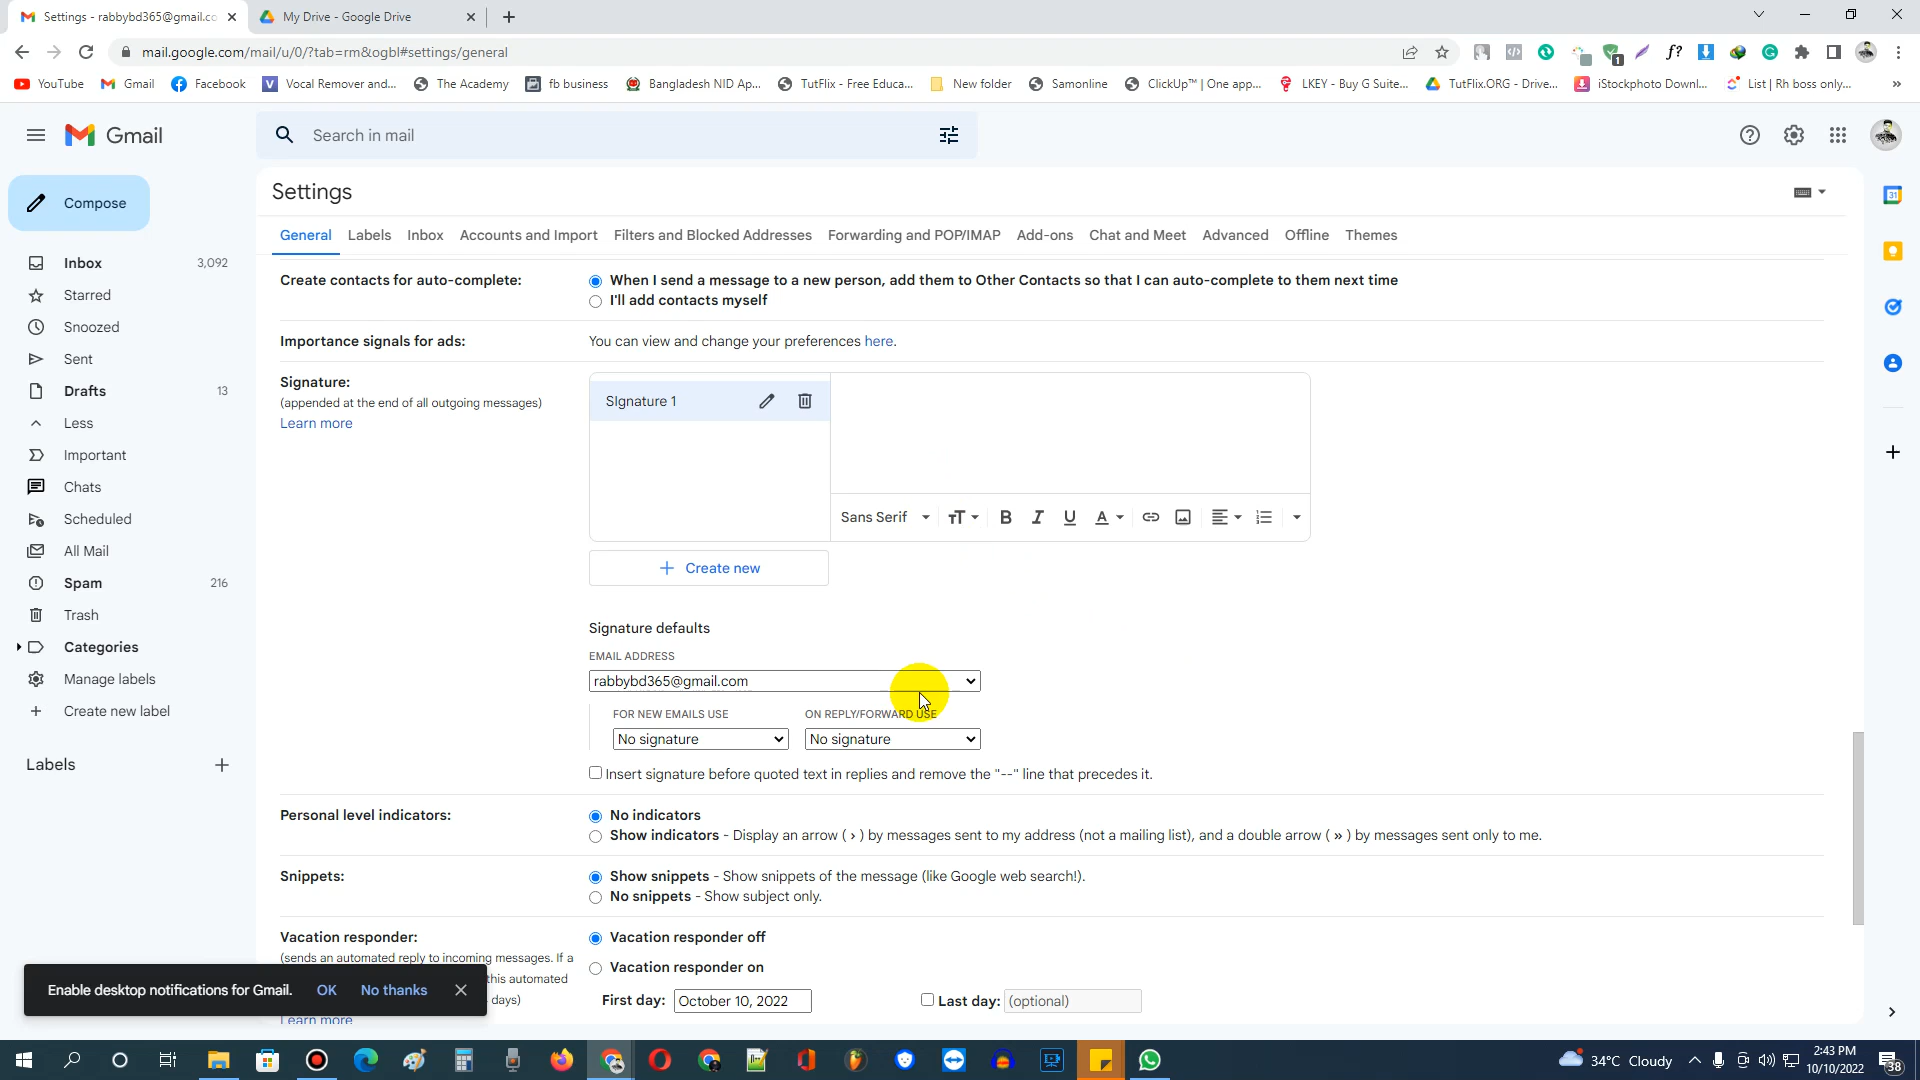 Settings - rabbybd365@gmail.co
My Drive - Google Drive
mail.google.com/mail/u/0/?tab=rm&ogbl#settings/general
YouTube
Gmail
Facebook
Vocal Remover and...
The Academy
fb business
Bangladesh NID Ap...
TutFlix - Free Educa...
New folder
Samonline
ClickUp™ | One app...
LKEY - Buy G Suite...
TutFlix.ORG - Drive...
iStockphoto Downl...
List | Rh boss only...
Gmail
Search in mail
Compose
Inbox 3,092
Starred
Snoozed
Sent
Drafts 13
Less
Important
Chats
Scheduled
All Mail
Spam 216
Trash
Categories
Manage labels
Create new label
Labels
Settings
General Labels Inbox Accounts and Import Filters and Blocked Addresses Forwarding and POP/IMAP Add-ons Chat and Meet Advanced Offline Themes
Create contacts for auto-complete:
When I send a message to a new person, add them to Other Contacts so that I can auto-complete to them next time
I'll add contacts myself
Importance signals for ads:
You can view and change your preferences here.
Signature:
(appended at the end of all outgoing messages)
Learn more
SIgnature 1
Sans Serif
Create new
Signature defaults
EMAIL ADDRESS
rabbybd365@gmail.com
FOR NEW EMAILS USE
ON REPLY/FORWARD USE
No signature
No signature
Insert signature before quoted text in replies and remove the "--" line that precedes it.
Personal level indicators:
No indicators
Show indicators - Display an arrow ( › ) by messages sent to my address (not a mailing list), and a double arrow ( » ) by messages sent only to me.
Snippets:
Show snippets - Show snippets of the message (like Google web search!).
No snippets - Show subject only.
Vacation responder:
(sends an automated reply to incoming messages. If a
this automated
days)
Learn more
Vacation responder off
Vacation responder on
First day: October 10, 2022
Last day: (optional)
Enable desktop notifications for Gmail. OK No thanks
34°C Cloudy
2:43 PM
10/10/2022
38